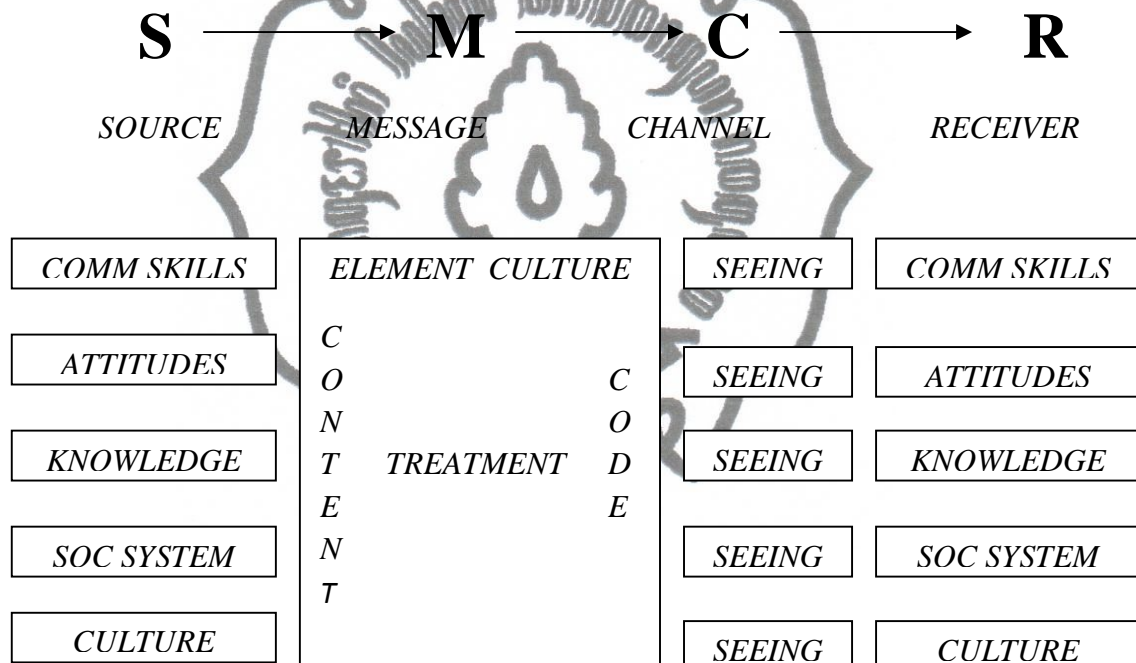 S M C R
SOURCE MESSAGE CHANNEL RECEIVER
COMM SKILLS ELEMENT CULTURE SEEING COMM SKILLS
C
ATTITUDES O C SEEING ATTITUDES
N O
KNOWLEDGE T TREATMENT D SEEING KNOWLEDGE
E E
SOC SYSTEM N SEEING SOC SYSTEM
T
CULTURE SEEING CULTURE